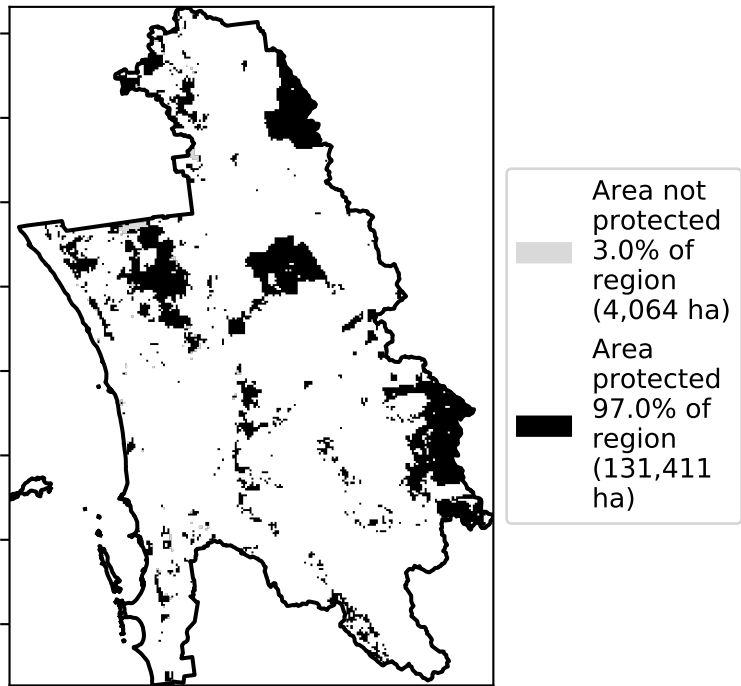 Area not
protected
3.0% of
region
(4,064 ha)
Area
protected
97.0% of
region
(131,411
ha)